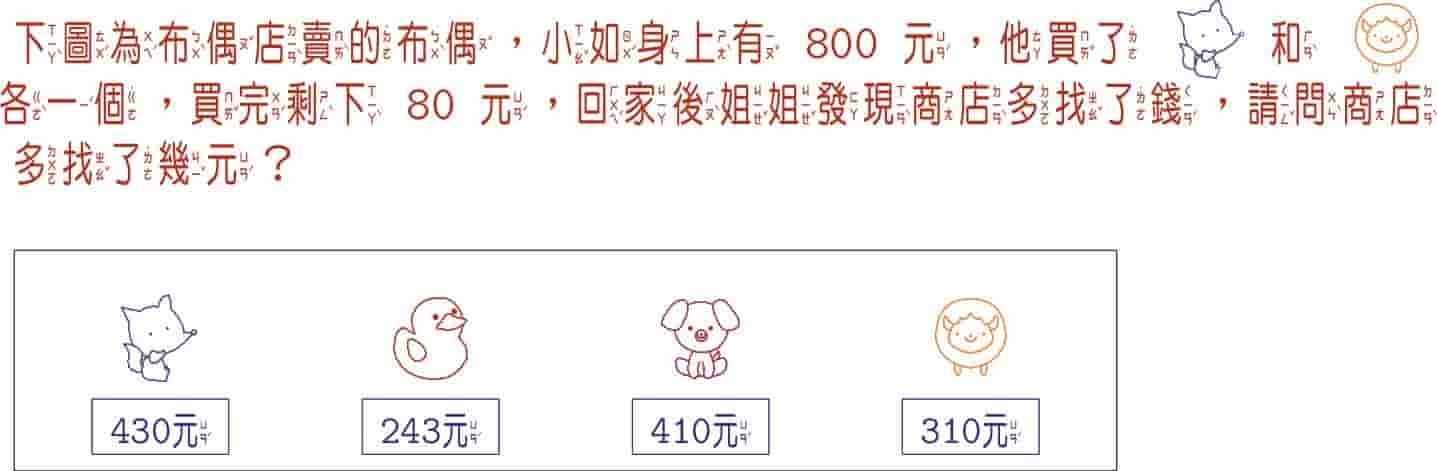 下圖為布偶店賣的布偶，小如身上有 800 元，他買了 和
各一個，買完剩下 80 元，回家後姐姐發現商店多找了錢，請問商店
多找了幾元？
430元 243元 410元 310元